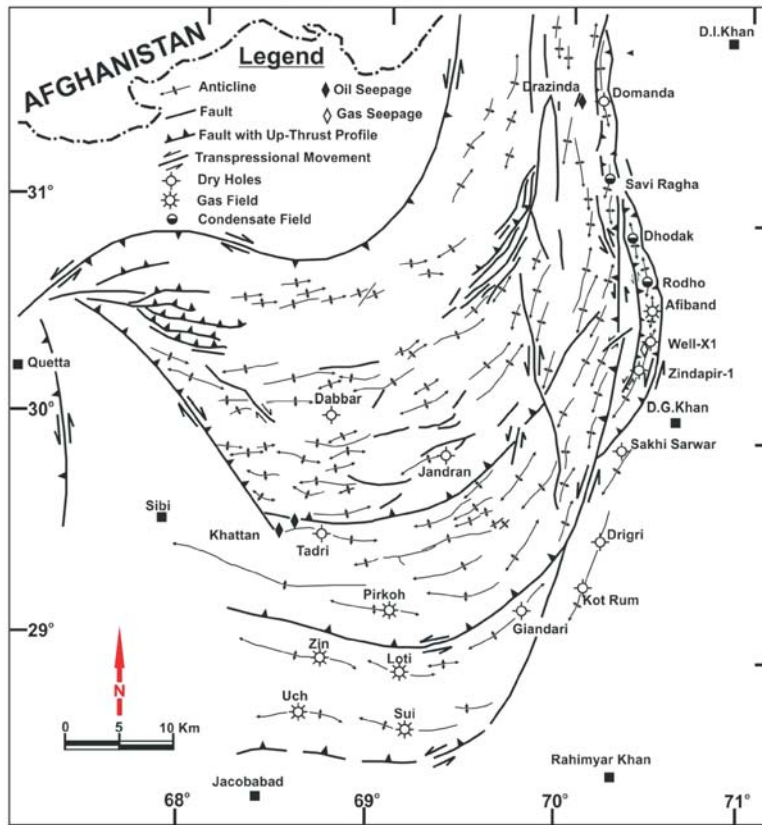 AFGHANISTAN
D.I.Khan
Legend
Anticline
Oil Seepage
Fault
Gas Seepage
Fault with Up-Thrust Profile
Transpressional Movement
Dry Holes
Gas Field
Condensate Field
Drazinda
Domanda
31°
Savi Ragha
Dhodak
Rodho
Afiband
Well-X1
Quetta
Zindapir-1
Dabbar
30°
D.G.Khan
Sakhi Sarwar
Jandran
Sibi
Khattan
Tadri
Drigri
Pirkoh
Kot Rum
29°
Giandari
Zin
Loti
N
Uch
Sui
0 5 10 Km
Rahimyar Khan
Jacobabad
68° 69° 70° 71°